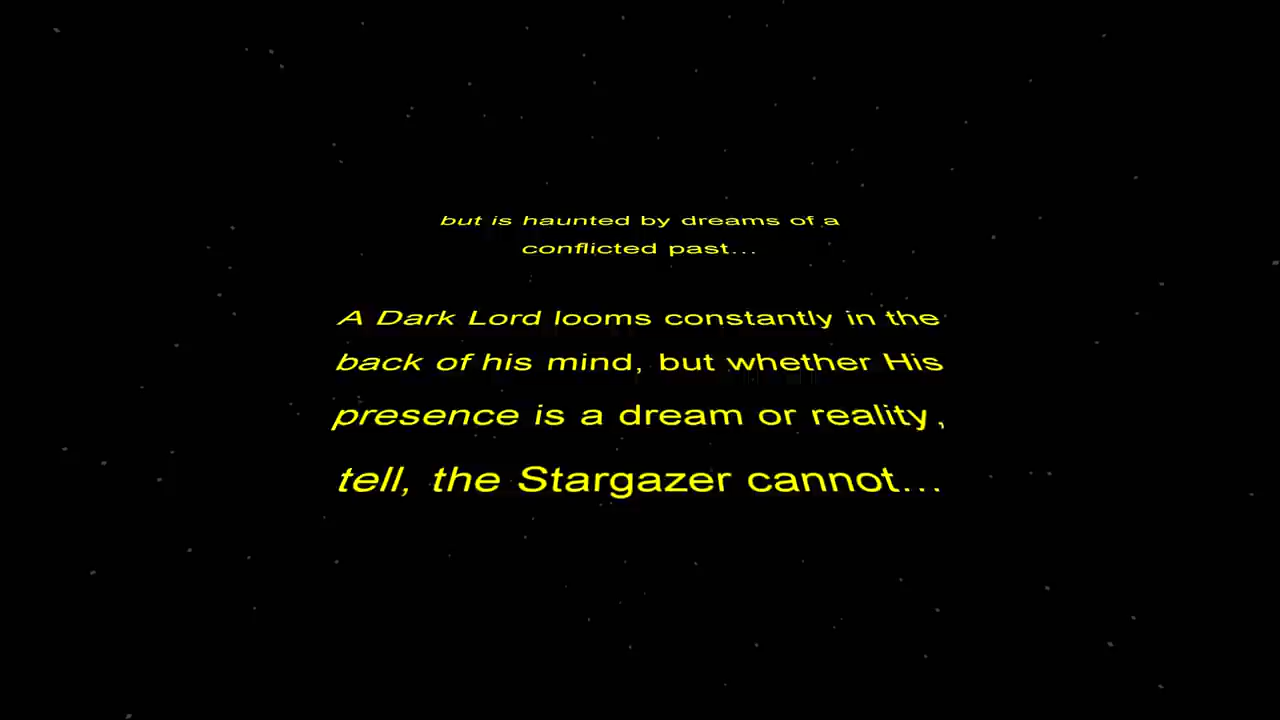 but is haunted by dreams of a
conflicted past...
A Dark Lord looms constantly in the
back of his mind, but whether His
presence is a dream or reality,
tell, the Stargazer cannot...